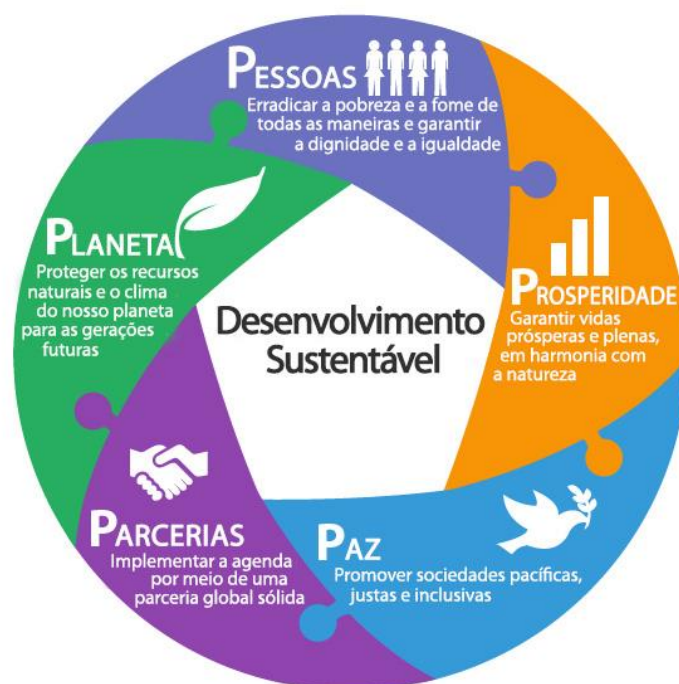 PESSOAS
Erradicar a pobreza e a fome de
todas as maneiras e garantir
a dignidade e a igualdade
PROSPERIDADE
Garantir vidas
prósperas e plenas,
em harmonia com
a natureza
PAZ
Promover sociedades pacíficas,
justas e inclusivas
PARCERIAS
Implementar a agenda
por meio de uma
parceria global sólida
PLANETA
Proteger os recursos
naturais e o clima
do nosso planeta
para as gerações
futuras
Desenvolvimento
Sustentável